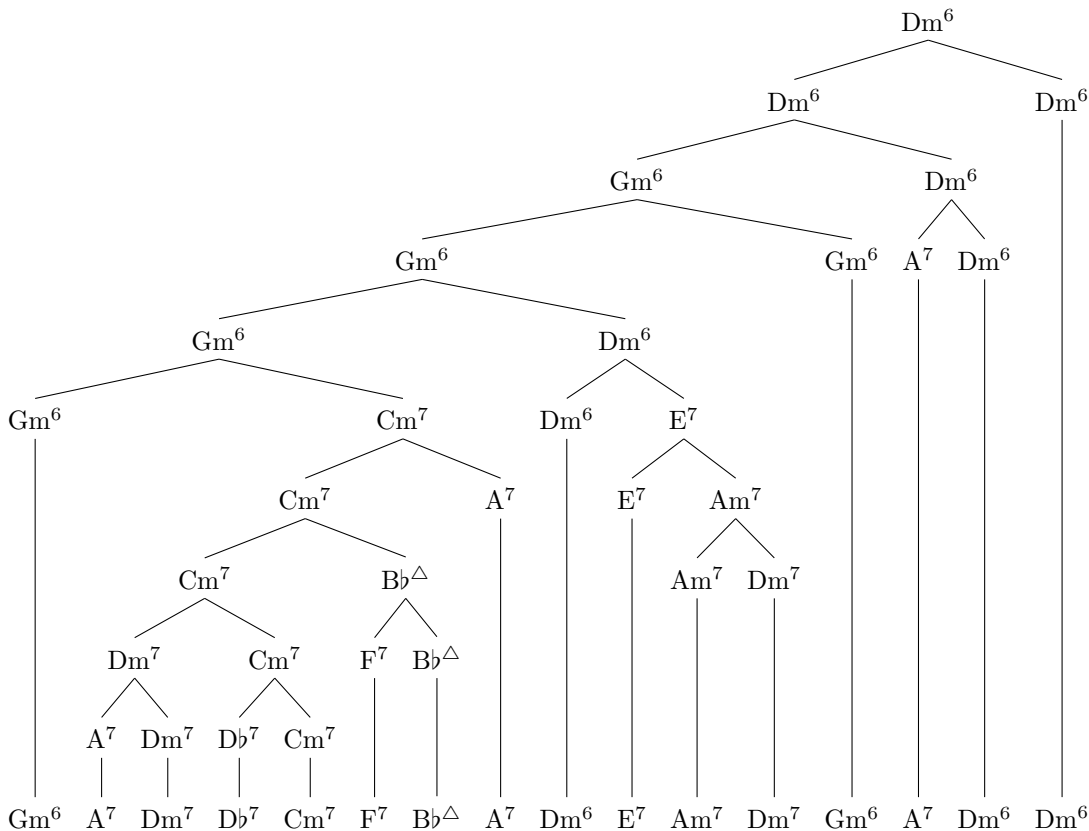 Dm⁶
Dm⁶ Dm⁶
Gm⁶ Dm⁶
Gm⁶ Gm⁶ A⁷ Dm⁶
Gm⁶ Dm⁶
Gm⁶ Cm⁷ Dm⁶ E⁷
Cm⁷ A⁷ E⁷ Am⁷
Cm⁷ B♭△ Am⁷ Dm⁷
Dm⁷ Cm⁷ F⁷ B♭△
A⁷ Dm⁷ D♭⁷ Cm⁷
Gm⁶ A⁷ Dm⁷ D♭⁷ Cm⁷ F⁷ B♭△ A⁷ Dm⁶ E⁷ Am⁷ Dm⁷ Gm⁶ A⁷ Dm⁶ Dm⁶